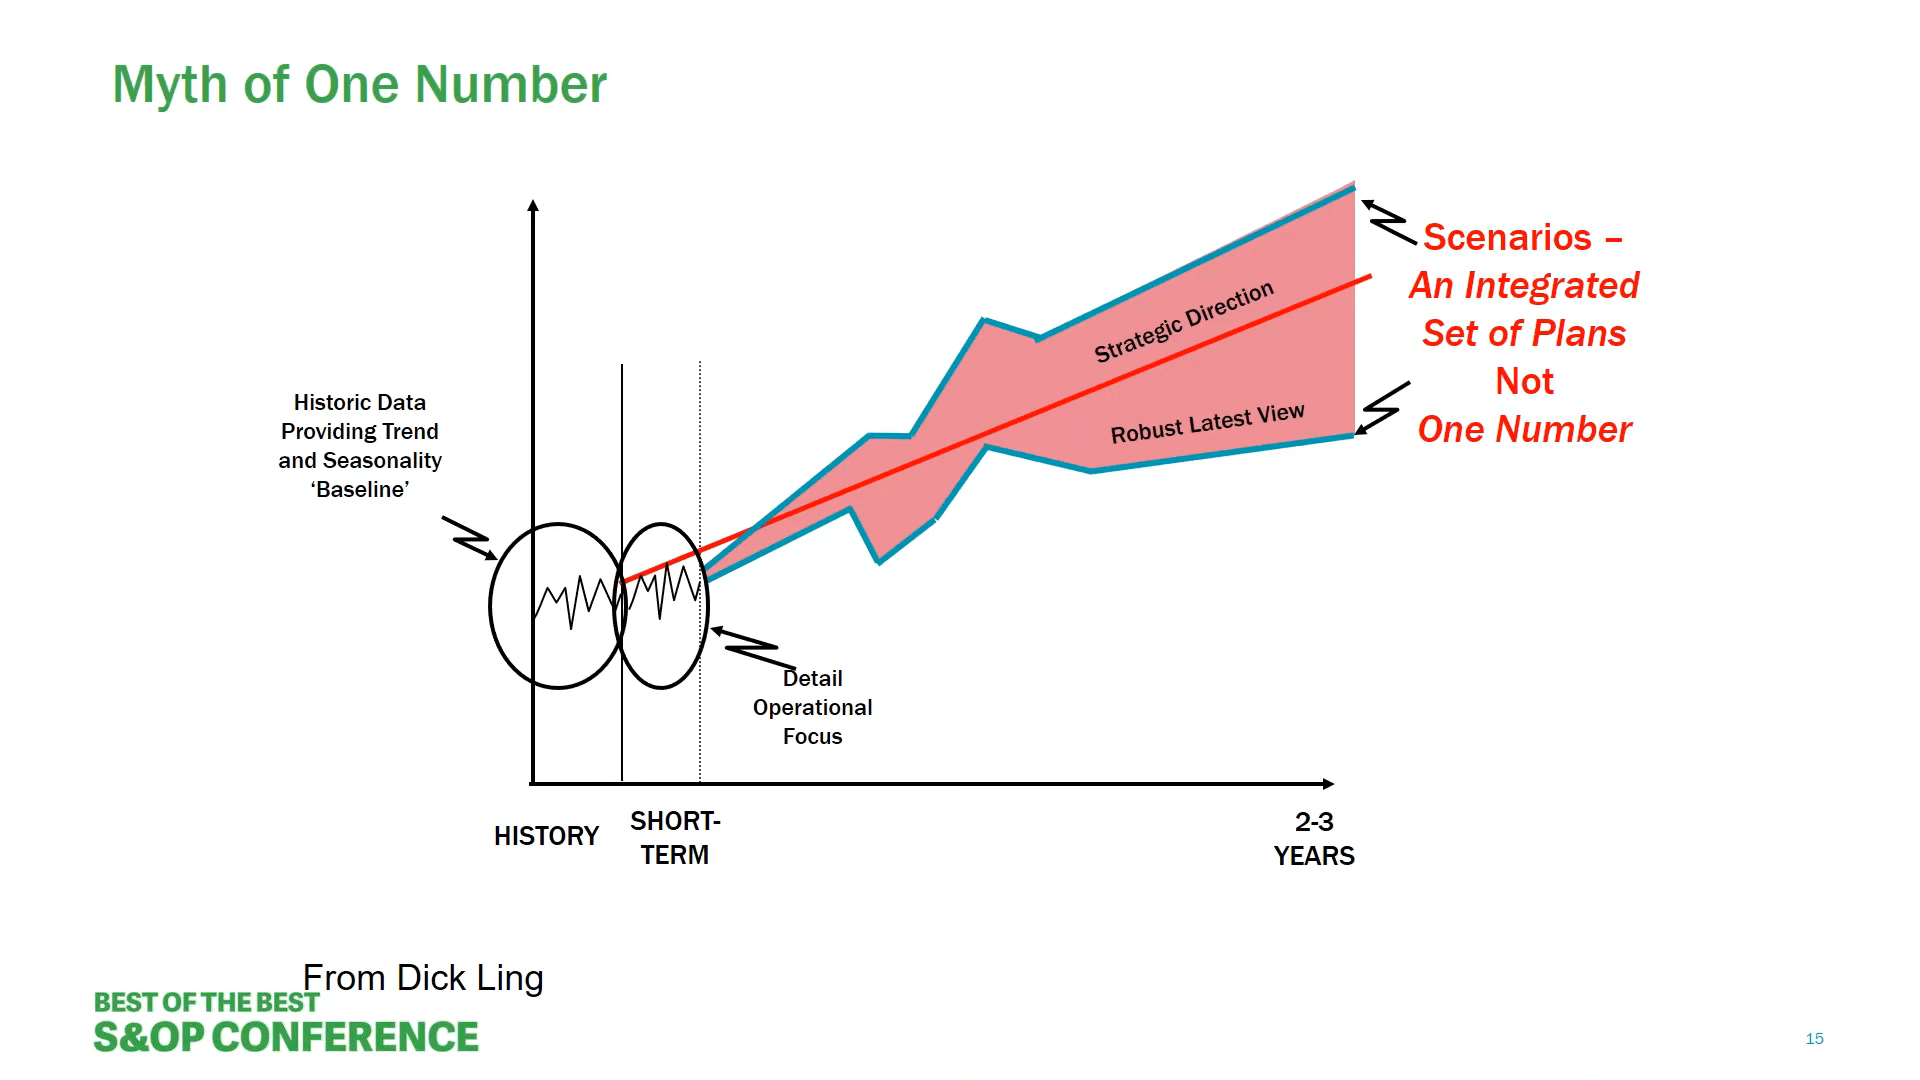 Myth of One Number
Historic Data
Providing Trend
and Seasonality
‘Baseline’
Strategic Direction
Robust Latest View
Scenarios –
An Integrated
Set of Plans
Not
One Number
Detail
Operational
Focus
HISTORY
SHORT-
TERM
2-3
YEARS
From Dick Ling
BEST OF THE BEST
S&OP CONFERENCE
15